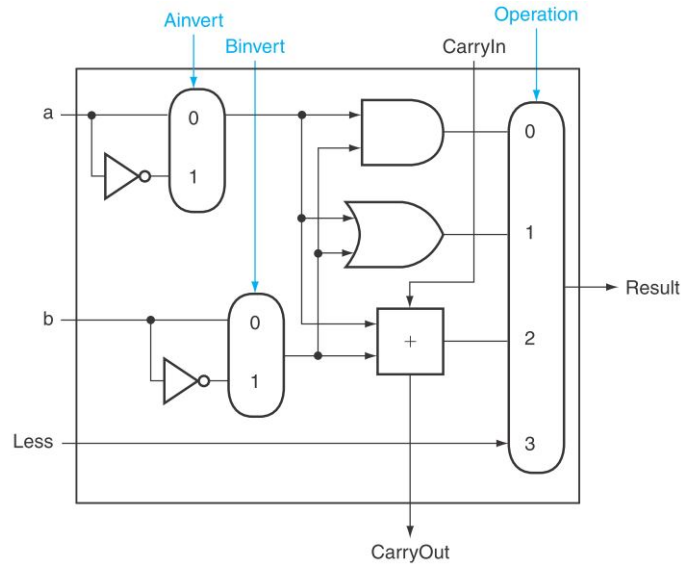 Operation
Ainvert
Binvert
CarryIn
a
0
0
1
1
Result
b
0
2
+
1
Less
3
CarryOut